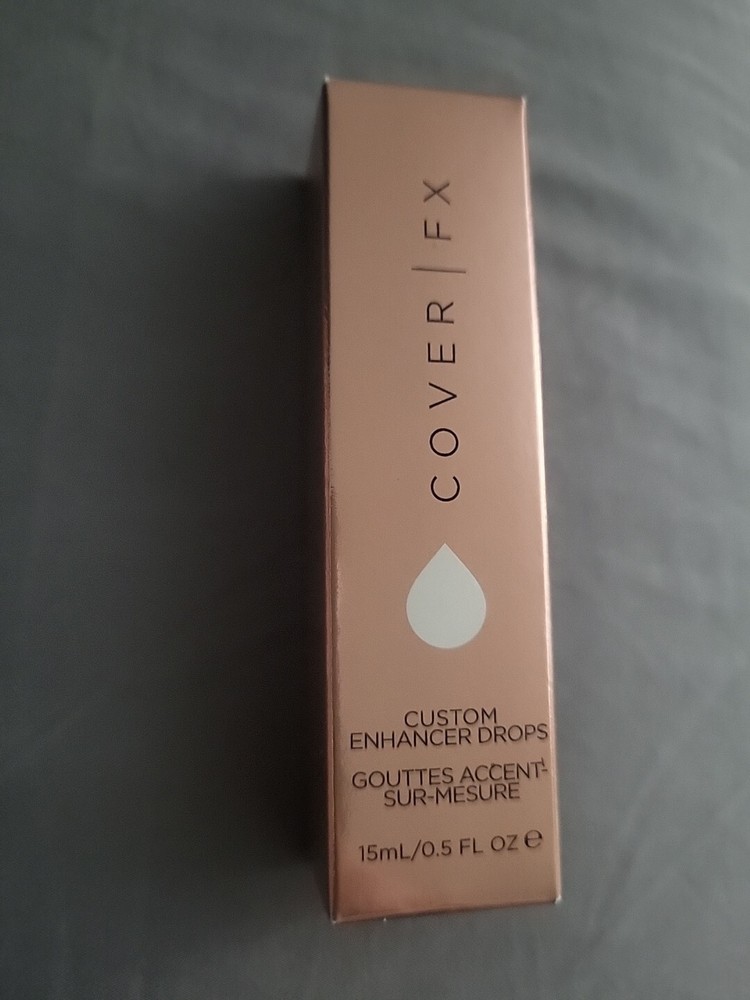 COVER | FX
CUSTOM
ENHANCER DROPS
GOUTTES ACCENT-
SUR-MESURE
15mL/0.5 FL OZ ℮